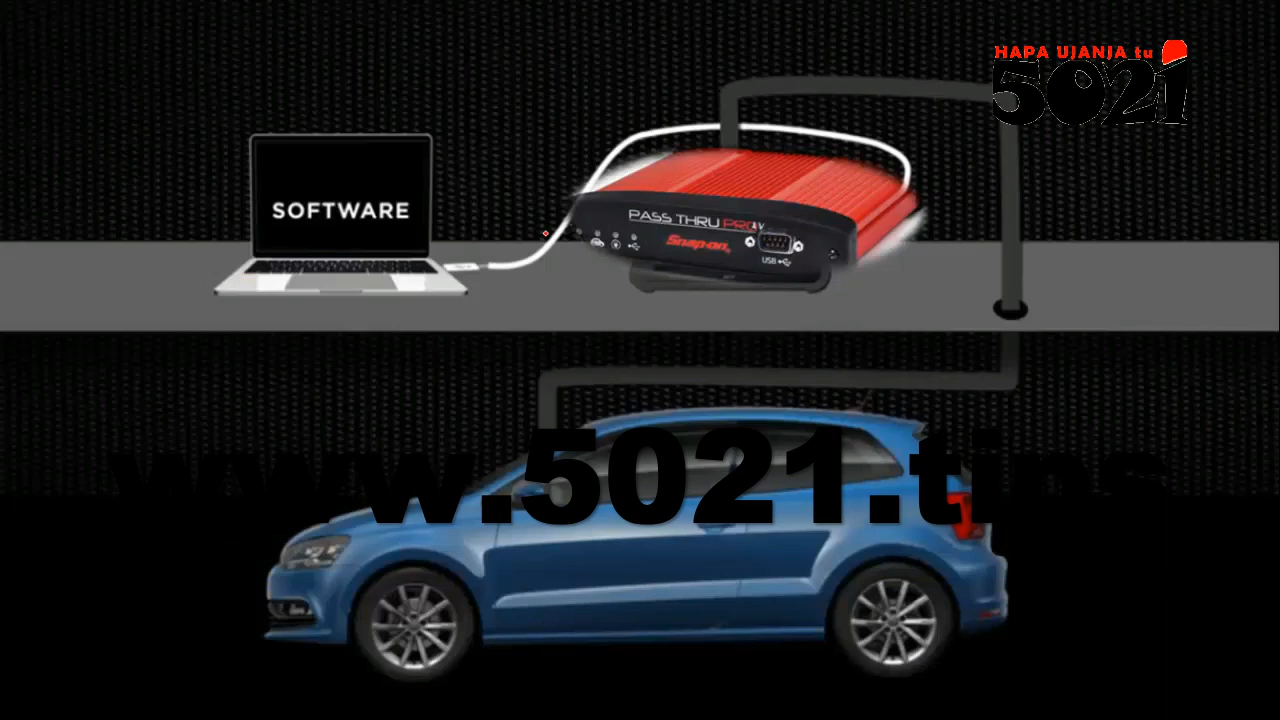 HAPA UJANJA tu
5021
SOFTWARE
PASS THRU PRO
Snap-on
USB
www.5021.tips